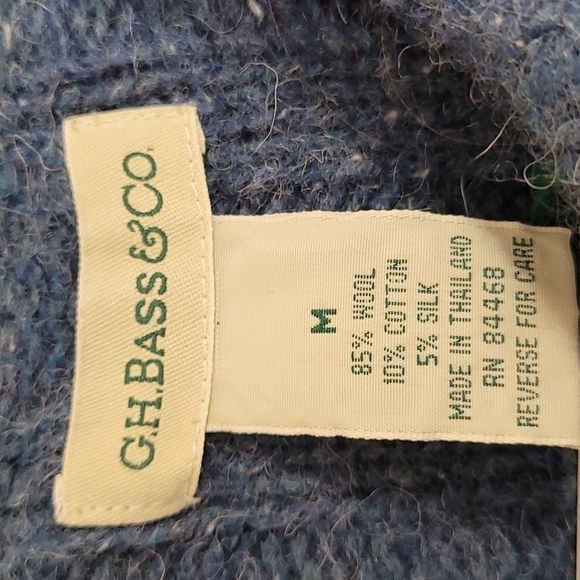 G.H.BASS & CO.
M
85% WOOL
10% COTTON
5% SILK
MADE IN THAILAND
RN 84468
REVERSE FOR CARE